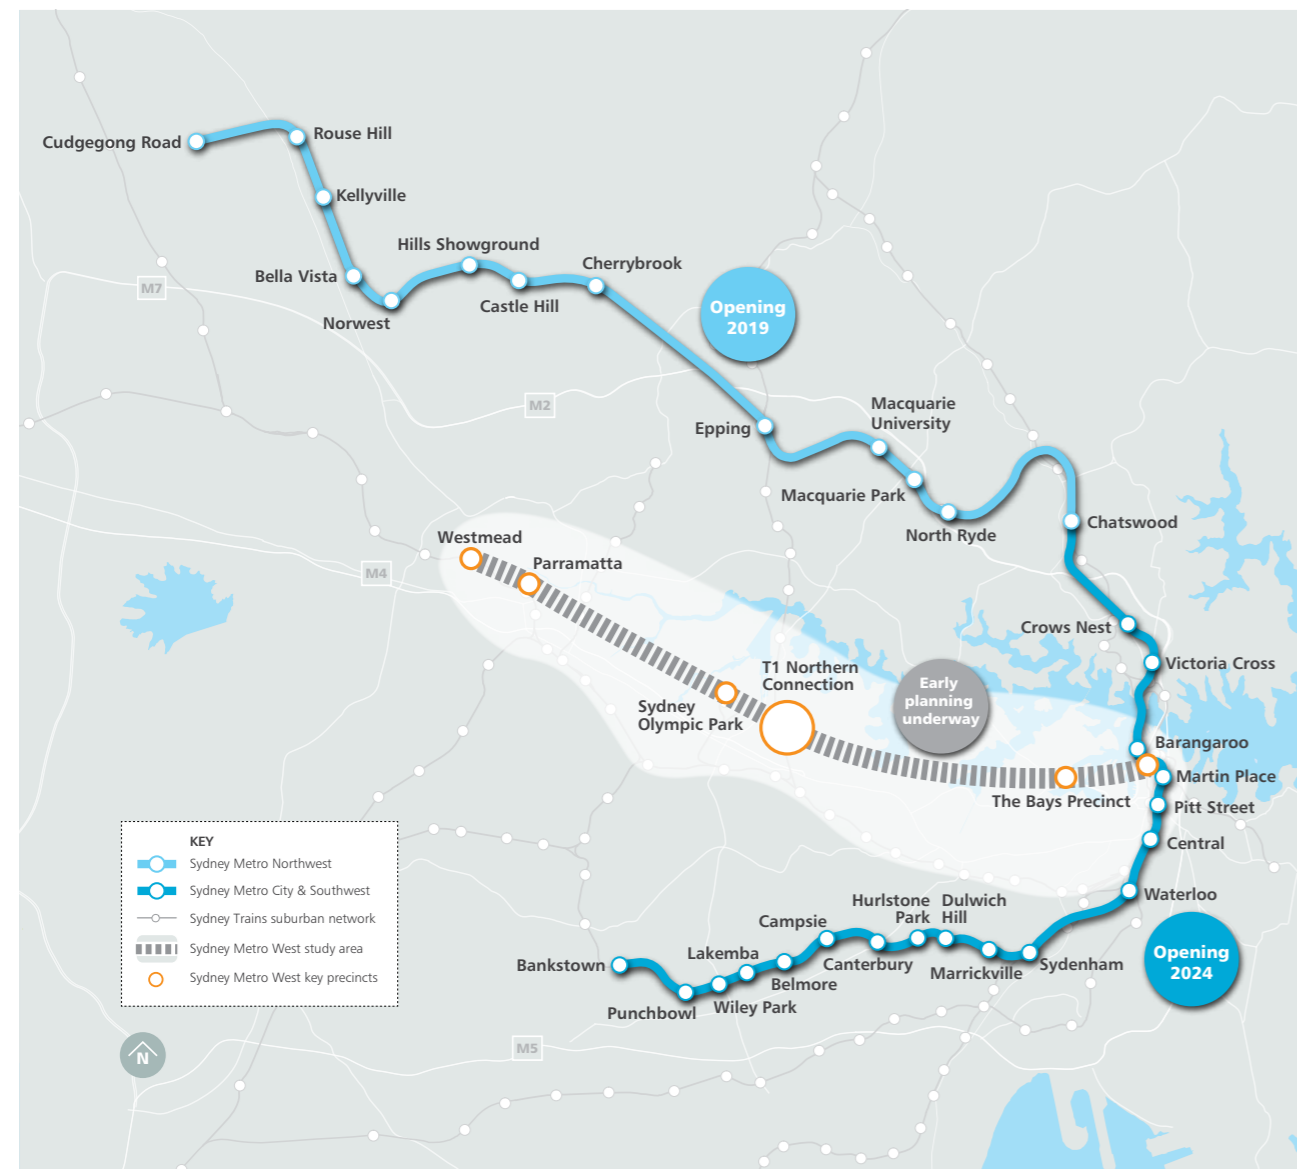 Cudgegong Road
Rouse Hill
Kellyville
Hills Showground
Cherrybrook
Bella Vista
M7
Norwest
Castle Hill
Opening
2019
M2
Macquarie
University
Epping
Macquarie Park
North Ryde
Chatswood
Westmead
Parramatta
M4
Crows Nest
Victoria Cross
T1 Northern
Connection
Early
planning
underway
Sydney
Olympic Park
Barangaroo
Martin Place
The Bays Precinct
Pitt Street
Central
KEY
Sydney Metro Northwest
Sydney Metro City & Southwest
Sydney Trains suburban network
Sydney Metro West study area
Sydney Metro West key precincts
Waterloo
Hurlstone
Park
Dulwich
Hill
Campsie
Lakemba
Bankstown
Canterbury
Belmore
Marrickville
Sydenham
Opening
2024
Punchbowl
Wiley Park
M5
N